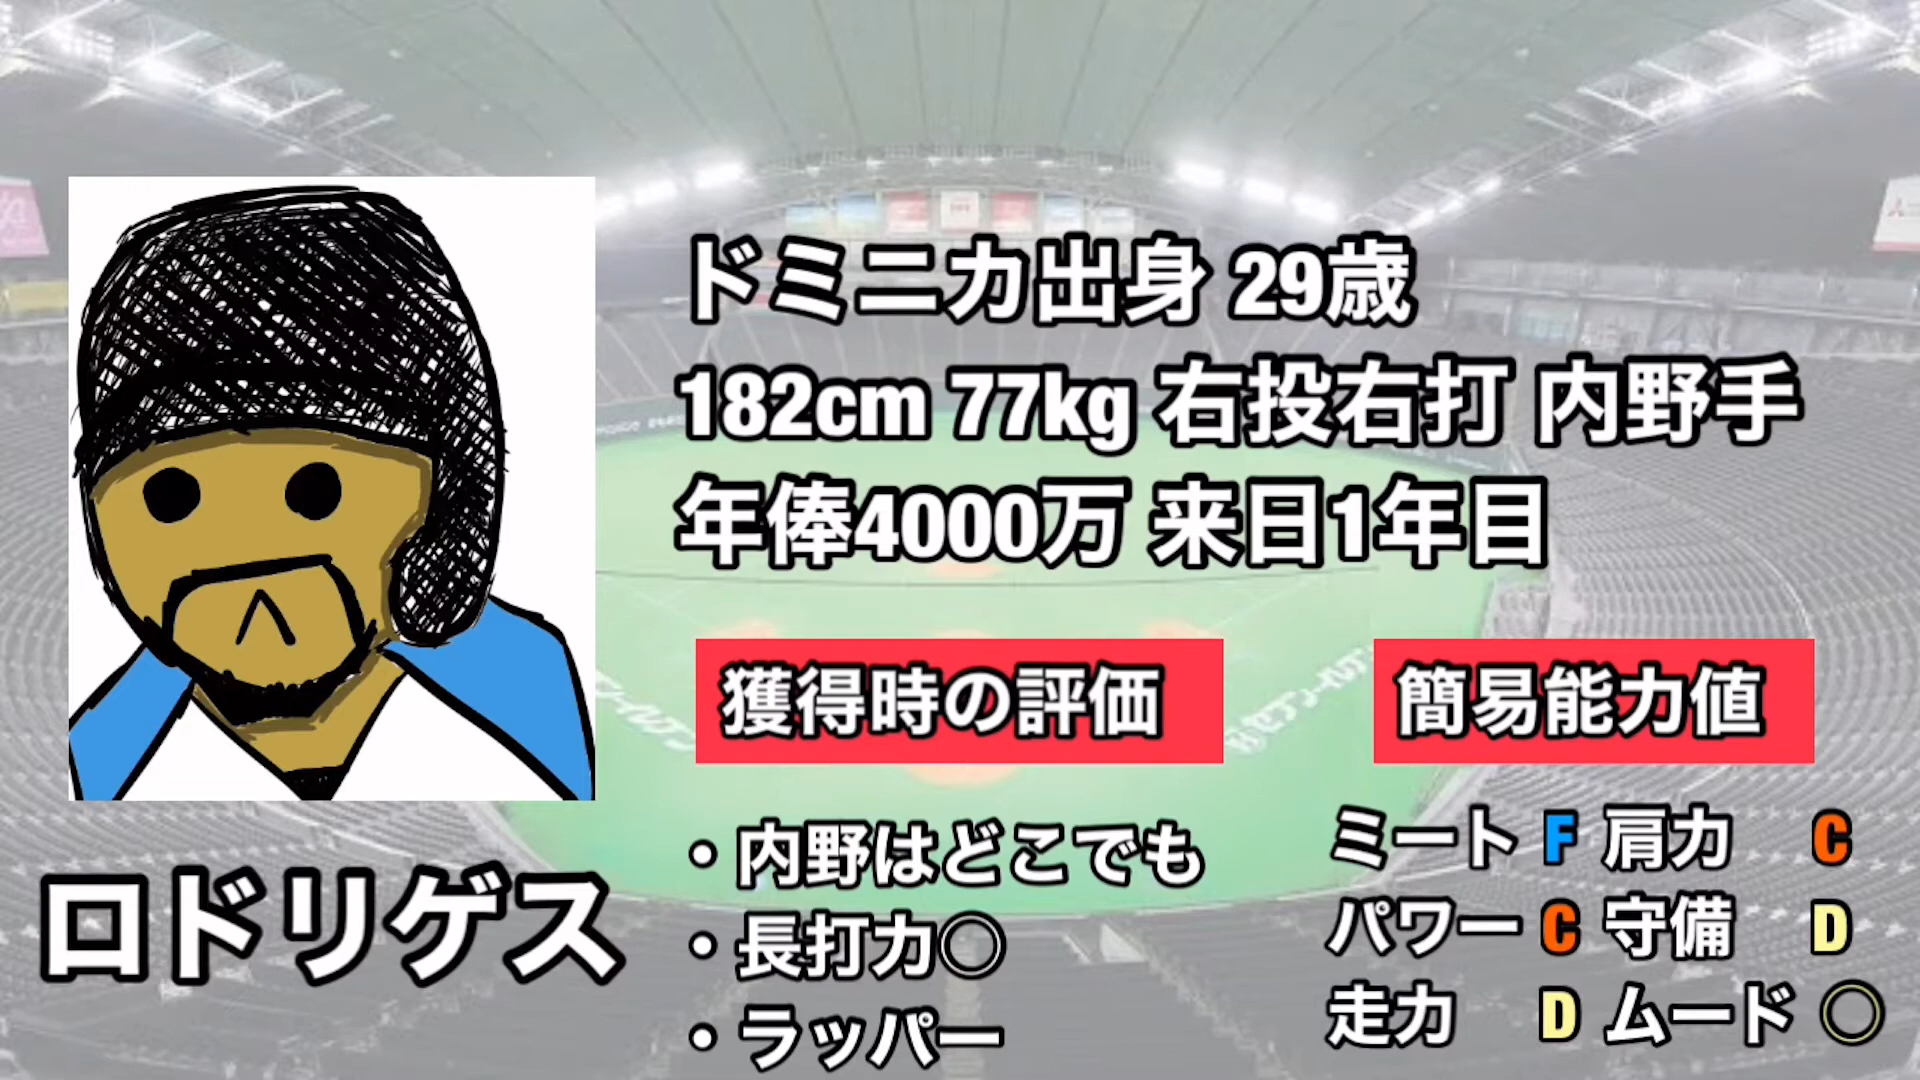 ドミニカ出身 29歳
182cm 77kg 右投右打 内野手
年俸4000万 来日1年目
獲得時の評価
・内野はどこでも
・長打力◯
・ラッパー
簡易能力値
ミート F 肩力 C
パワー C 守備 D
走力 D ムード ◯
ロドリゲス